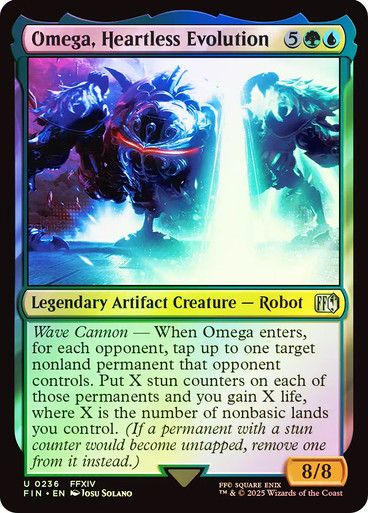 Omega, Heartless Evolution 5
Legendary Artifact Creature — Robot
Wave Cannon — When Omega enters,
for each opponent, tap up to one target
nonland permanent that opponent
controls. Put X stun counters on each of
those permanents and you gain X life,
where X is the number of nonbasic lands
you control. (If a permanent with a stun
counter would become untapped, remove one
from it instead.)
8/8
U 0236 FFXIV
FIN • EN Josu Solano
FF© SQUARE ENIX
™ & © 2025 Wizards of the Coast